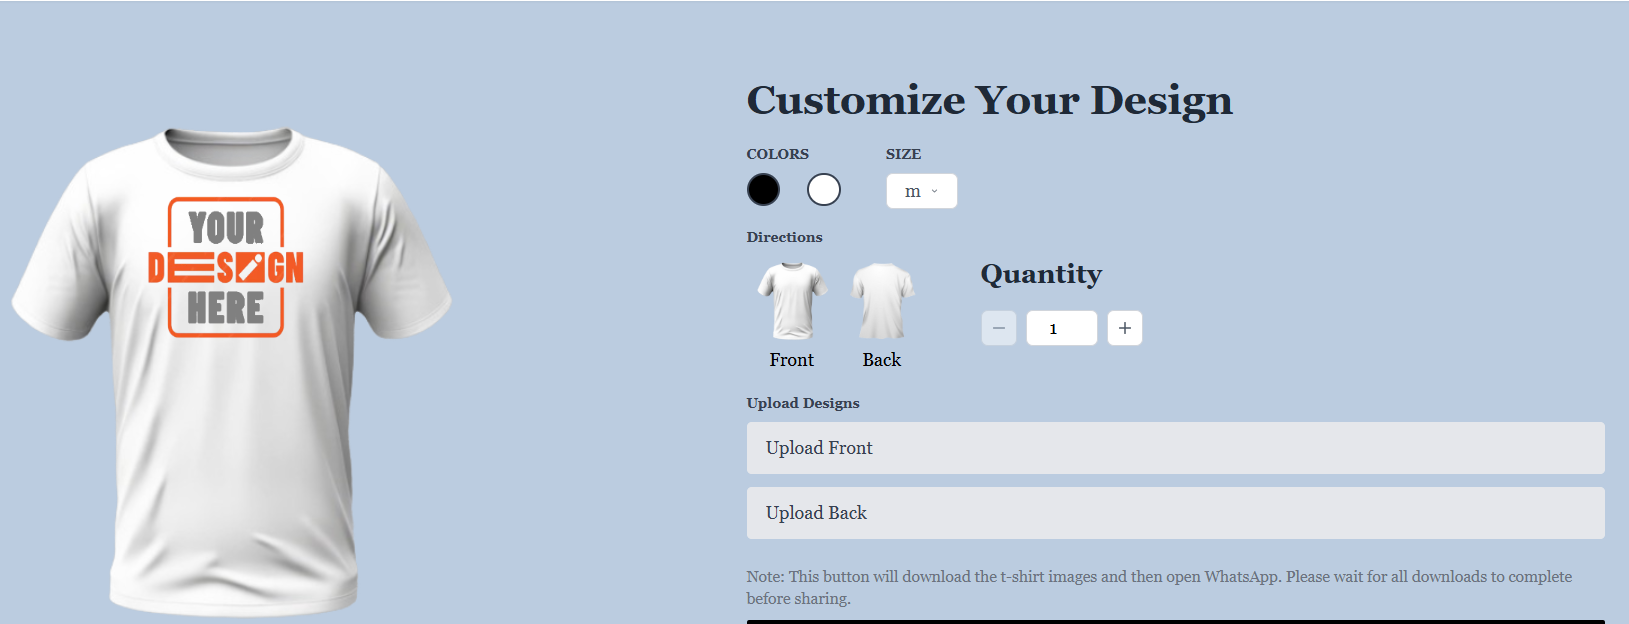 Customize Your Design
COLORS
SIZE
m
Directions
Front
Back
Quantity
1
Upload Designs
Upload Front
Upload Back
Note: This button will download the t-shirt images and then open WhatsApp. Please wait for all downloads to complete
before sharing.
YOUR
DESIGN
HERE